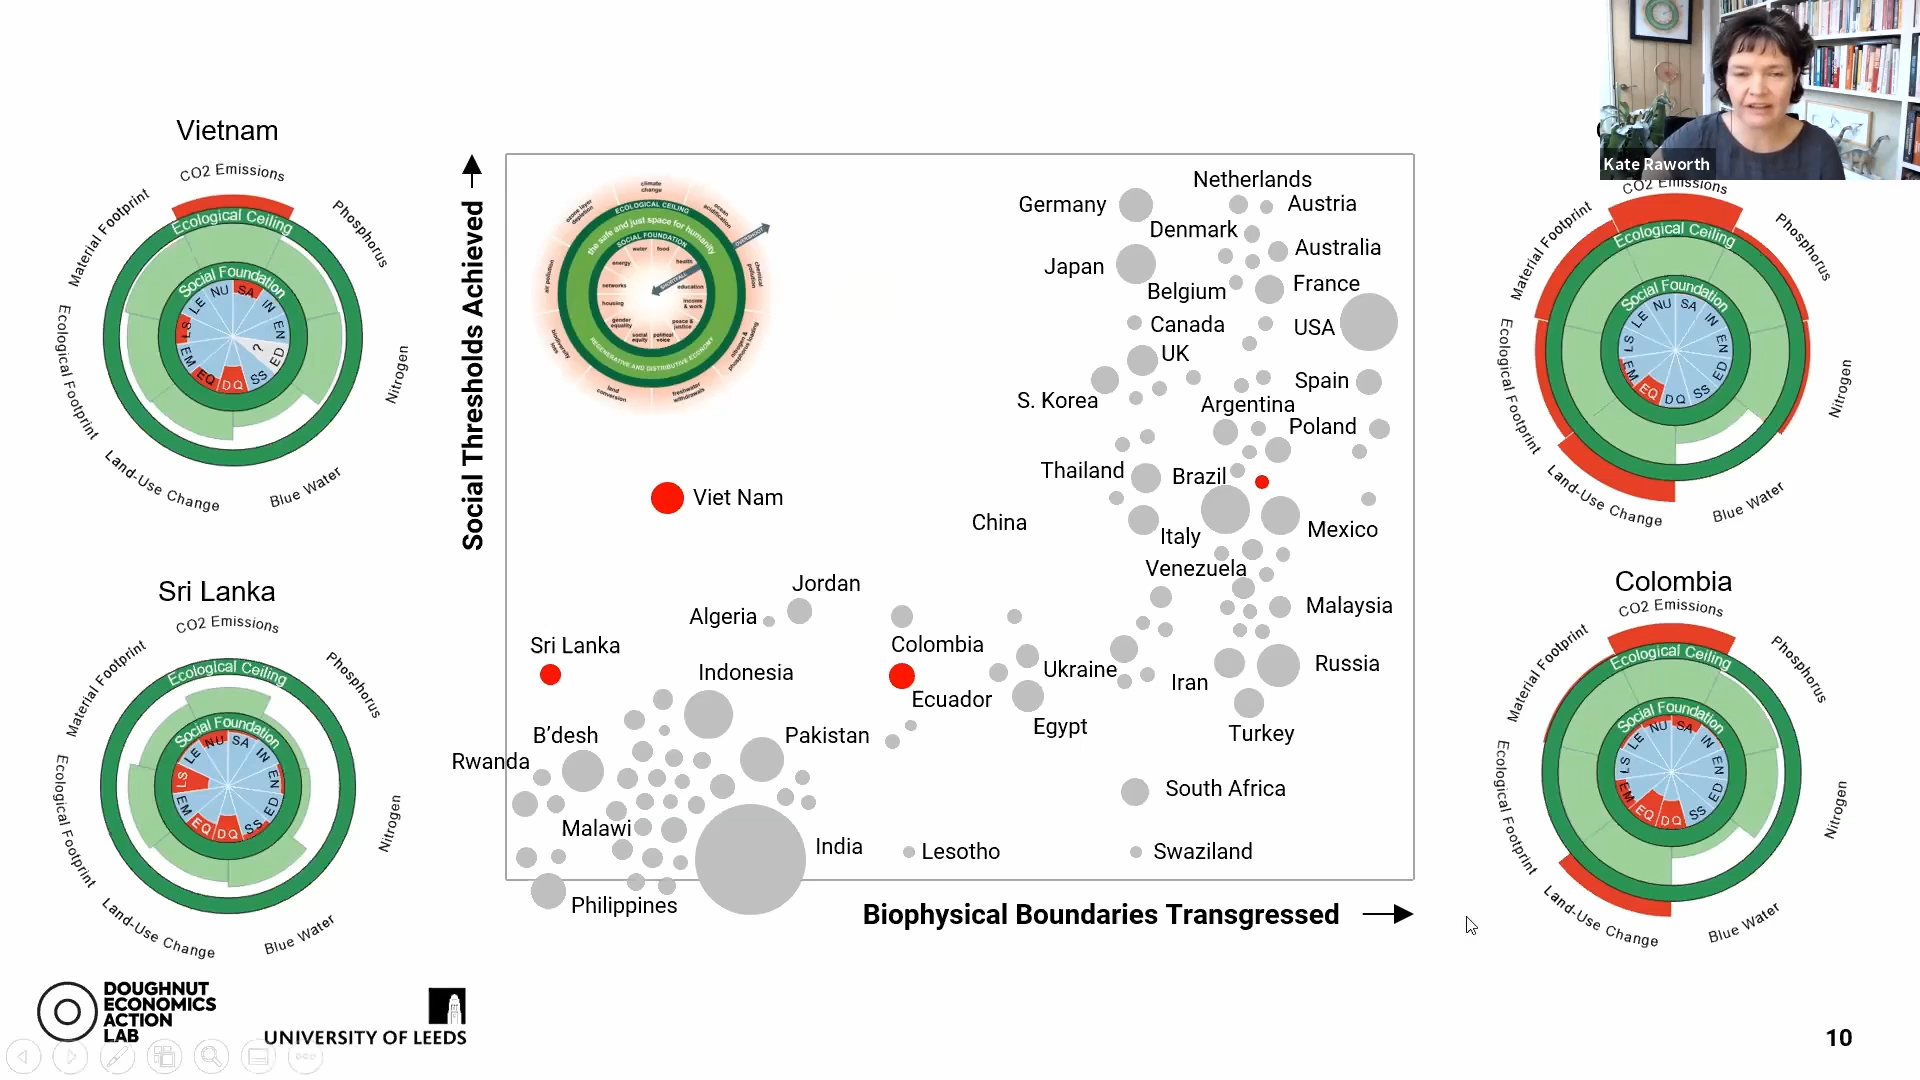 Vietnam
CO2 Emissions
Phosphorus
Nitrogen
Blue Water
Land-Use Change
Ecological Footprint
Material Footprint
Ecological Ceiling
Social Foundation
SA
IN
EN
ED
SS
DQ
EQ
EM
LS
LE
NU
?
Sri Lanka
CO2 Emissions
Phosphorus
Nitrogen
Blue Water
Land-Use Change
Ecological Footprint
Material Footprint
Ecological Ceiling
Social Foundation
SA
IN
EN
ED
SS
DQ
EQ
EM
LS
LE
NU
Social Thresholds Achieved
climate
change
ocean
acidification
chemical
pollution
nitrogen &
phosphorus loading
freshwater
withdrawals
land
conversion
biodiversity
loss
air pollution
ozone layer
depletion
ECOLOGICAL CEILING
the safe and just space for humanity
SOCIAL FOUNDATION
OVERSHOOT
SHORTFALL
water
food
health
education
income
& work
peace &
justice
political
voice
social
equity
gender
equality
housing
networks
energy
REGENERATIVE AND DISTRIBUTIVE ECONOMY
Netherlands
Germany
Austria
Denmark
Australia
Japan
Belgium
France
Canada
USA
UK
Spain
S. Korea
Argentina
Poland
Thailand
Brazil
Viet Nam
China
Italy
Mexico
Venezuela
Jordan
Algeria
Malaysia
Sri Lanka
Colombia
Indonesia
Ukraine
Russia
Iran
Ecuador
Egypt
Turkey
B'desh
Pakistan
Rwanda
South Africa
Malawi
India
Lesotho
Swaziland
Philippines
Biophysical Boundaries Transgressed
Kate Raworth
CO2 Emissions
Phosphorus
Nitrogen
Blue Water
Land-Use Change
Ecological Footprint
Material Footprint
Ecological Ceiling
Social Foundation
SA
IN
EN
ED
SS
DQ
EQ
EM
LS
LE
NU
Colombia
CO2 Emissions
Phosphorus
Nitrogen
Blue Water
Land-Use Change
Ecological Footprint
Material Footprint
Ecological Ceiling
Social Foundation
SA
IN
EN
ED
SS
DQ
EQ
EM
LS
LE
NU
DOUGHNUT
ECONOMICS
ACTION
LAB
UNIVERSITY OF LEEDS
10